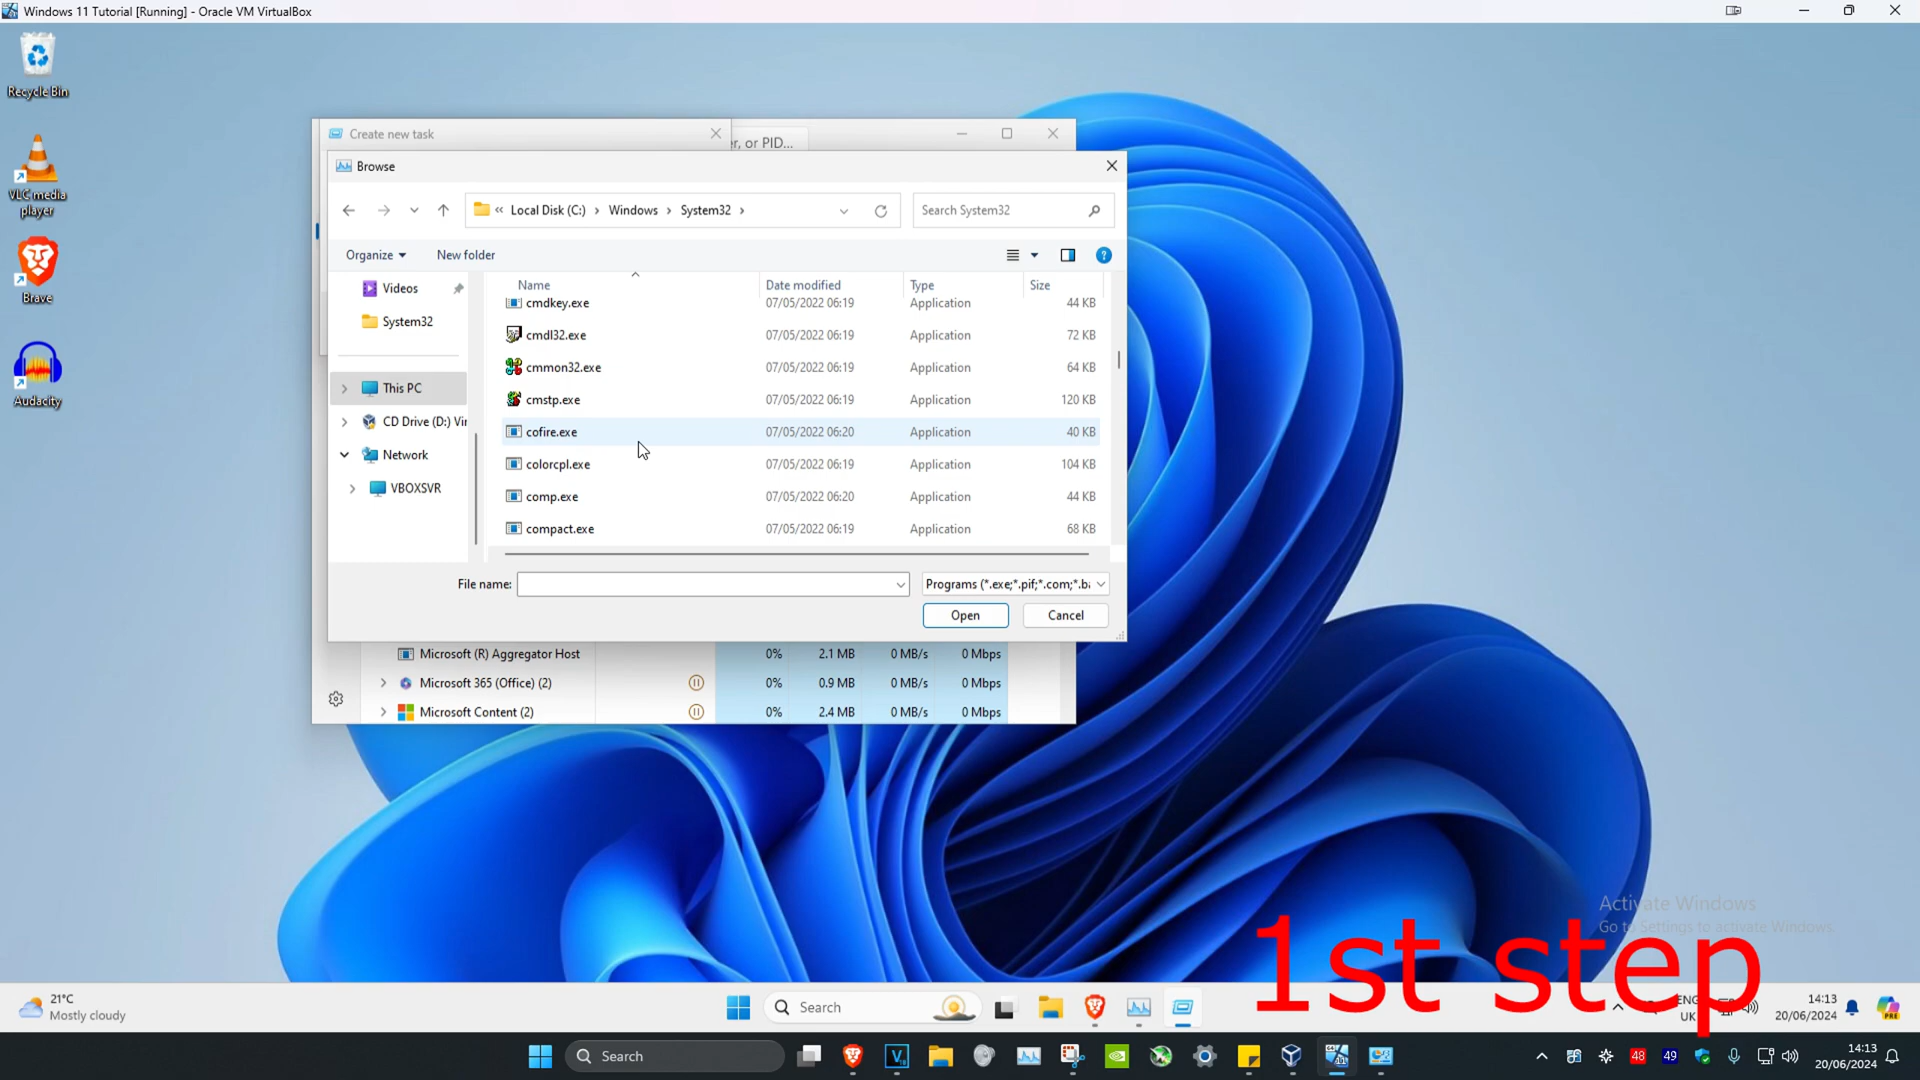 Windows 11 Tutorial [Running] - Oracle VM VirtualBox
Recycle Bin
VLC media
player
Brave
Audacity
Create new task
er, or PID...
Browse
« Local Disk (C:) › Windows › System32 ›
Search System32
Organize
New folder
Videos
System32
This PC
CD Drive (D:) Vir
Network
VBOXSVR
Name Date modified Type Size
cmdkey.exe 07/05/2022 06:19 Application 44 KB
cmdl32.exe 07/05/2022 06:19 Application 72 KB
cmmon32.exe 07/05/2022 06:19 Application 64 KB
cmstp.exe 07/05/2022 06:19 Application 120 KB
cofire.exe 07/05/2022 06:20 Application 40 KB
colorcpl.exe 07/05/2022 06:19 Application 104 KB
comp.exe 07/05/2022 06:20 Application 44 KB
compact.exe 07/05/2022 06:19 Application 68 KB
File name:
Programs (*.exe;*.pif;*.com;*.ba
Open
Cancel
Microsoft (R) Aggregator Host 0% 2.1 MB 0 MB/s 0 Mbps
Microsoft 365 (Office) (2) 0% 0.9 MB 0 MB/s 0 Mbps
Microsoft Content (2) 0% 2.4 MB 0 MB/s 0 Mbps
Activate Windows
Go to Settings to activate Windows.
1st step
21°C
Mostly cloudy
Search
ENG
UK
14:13
20/06/2024
PRE
Search
48
49
14:13
20/06/2024